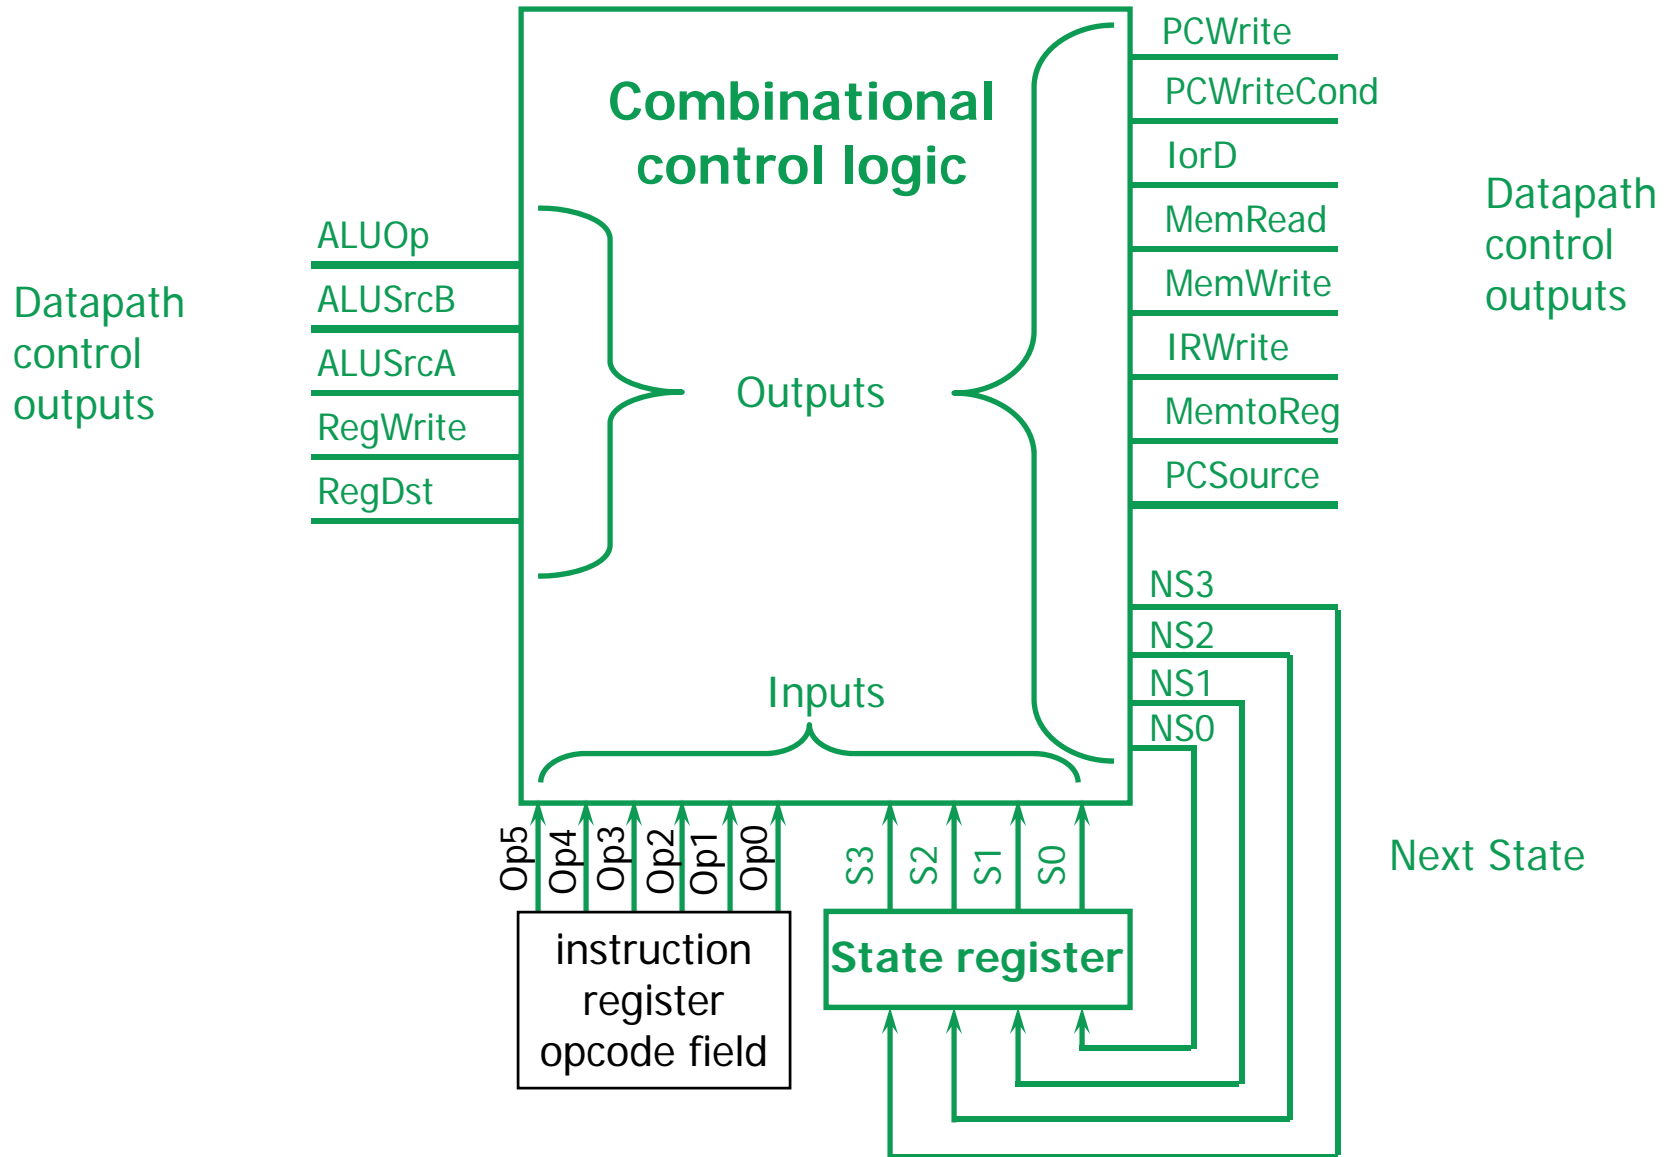 PCWrite
Combinational
control logic
PCWriteCond
IorD
MemRead
MemWrite
IRWrite
MemtoReg
PCSource
Datapath
control
outputs
ALUOp
ALUSrcB
ALUSrcA
RegWrite
RegDst
Datapath
control
outputs
Outputs
NS3
NS2
NS1
NS0
Inputs
Op5
Op4
Op3
Op2
Op1
Op0
S3
S2
S1
S0
Next State
instruction
register
opcode field
State register